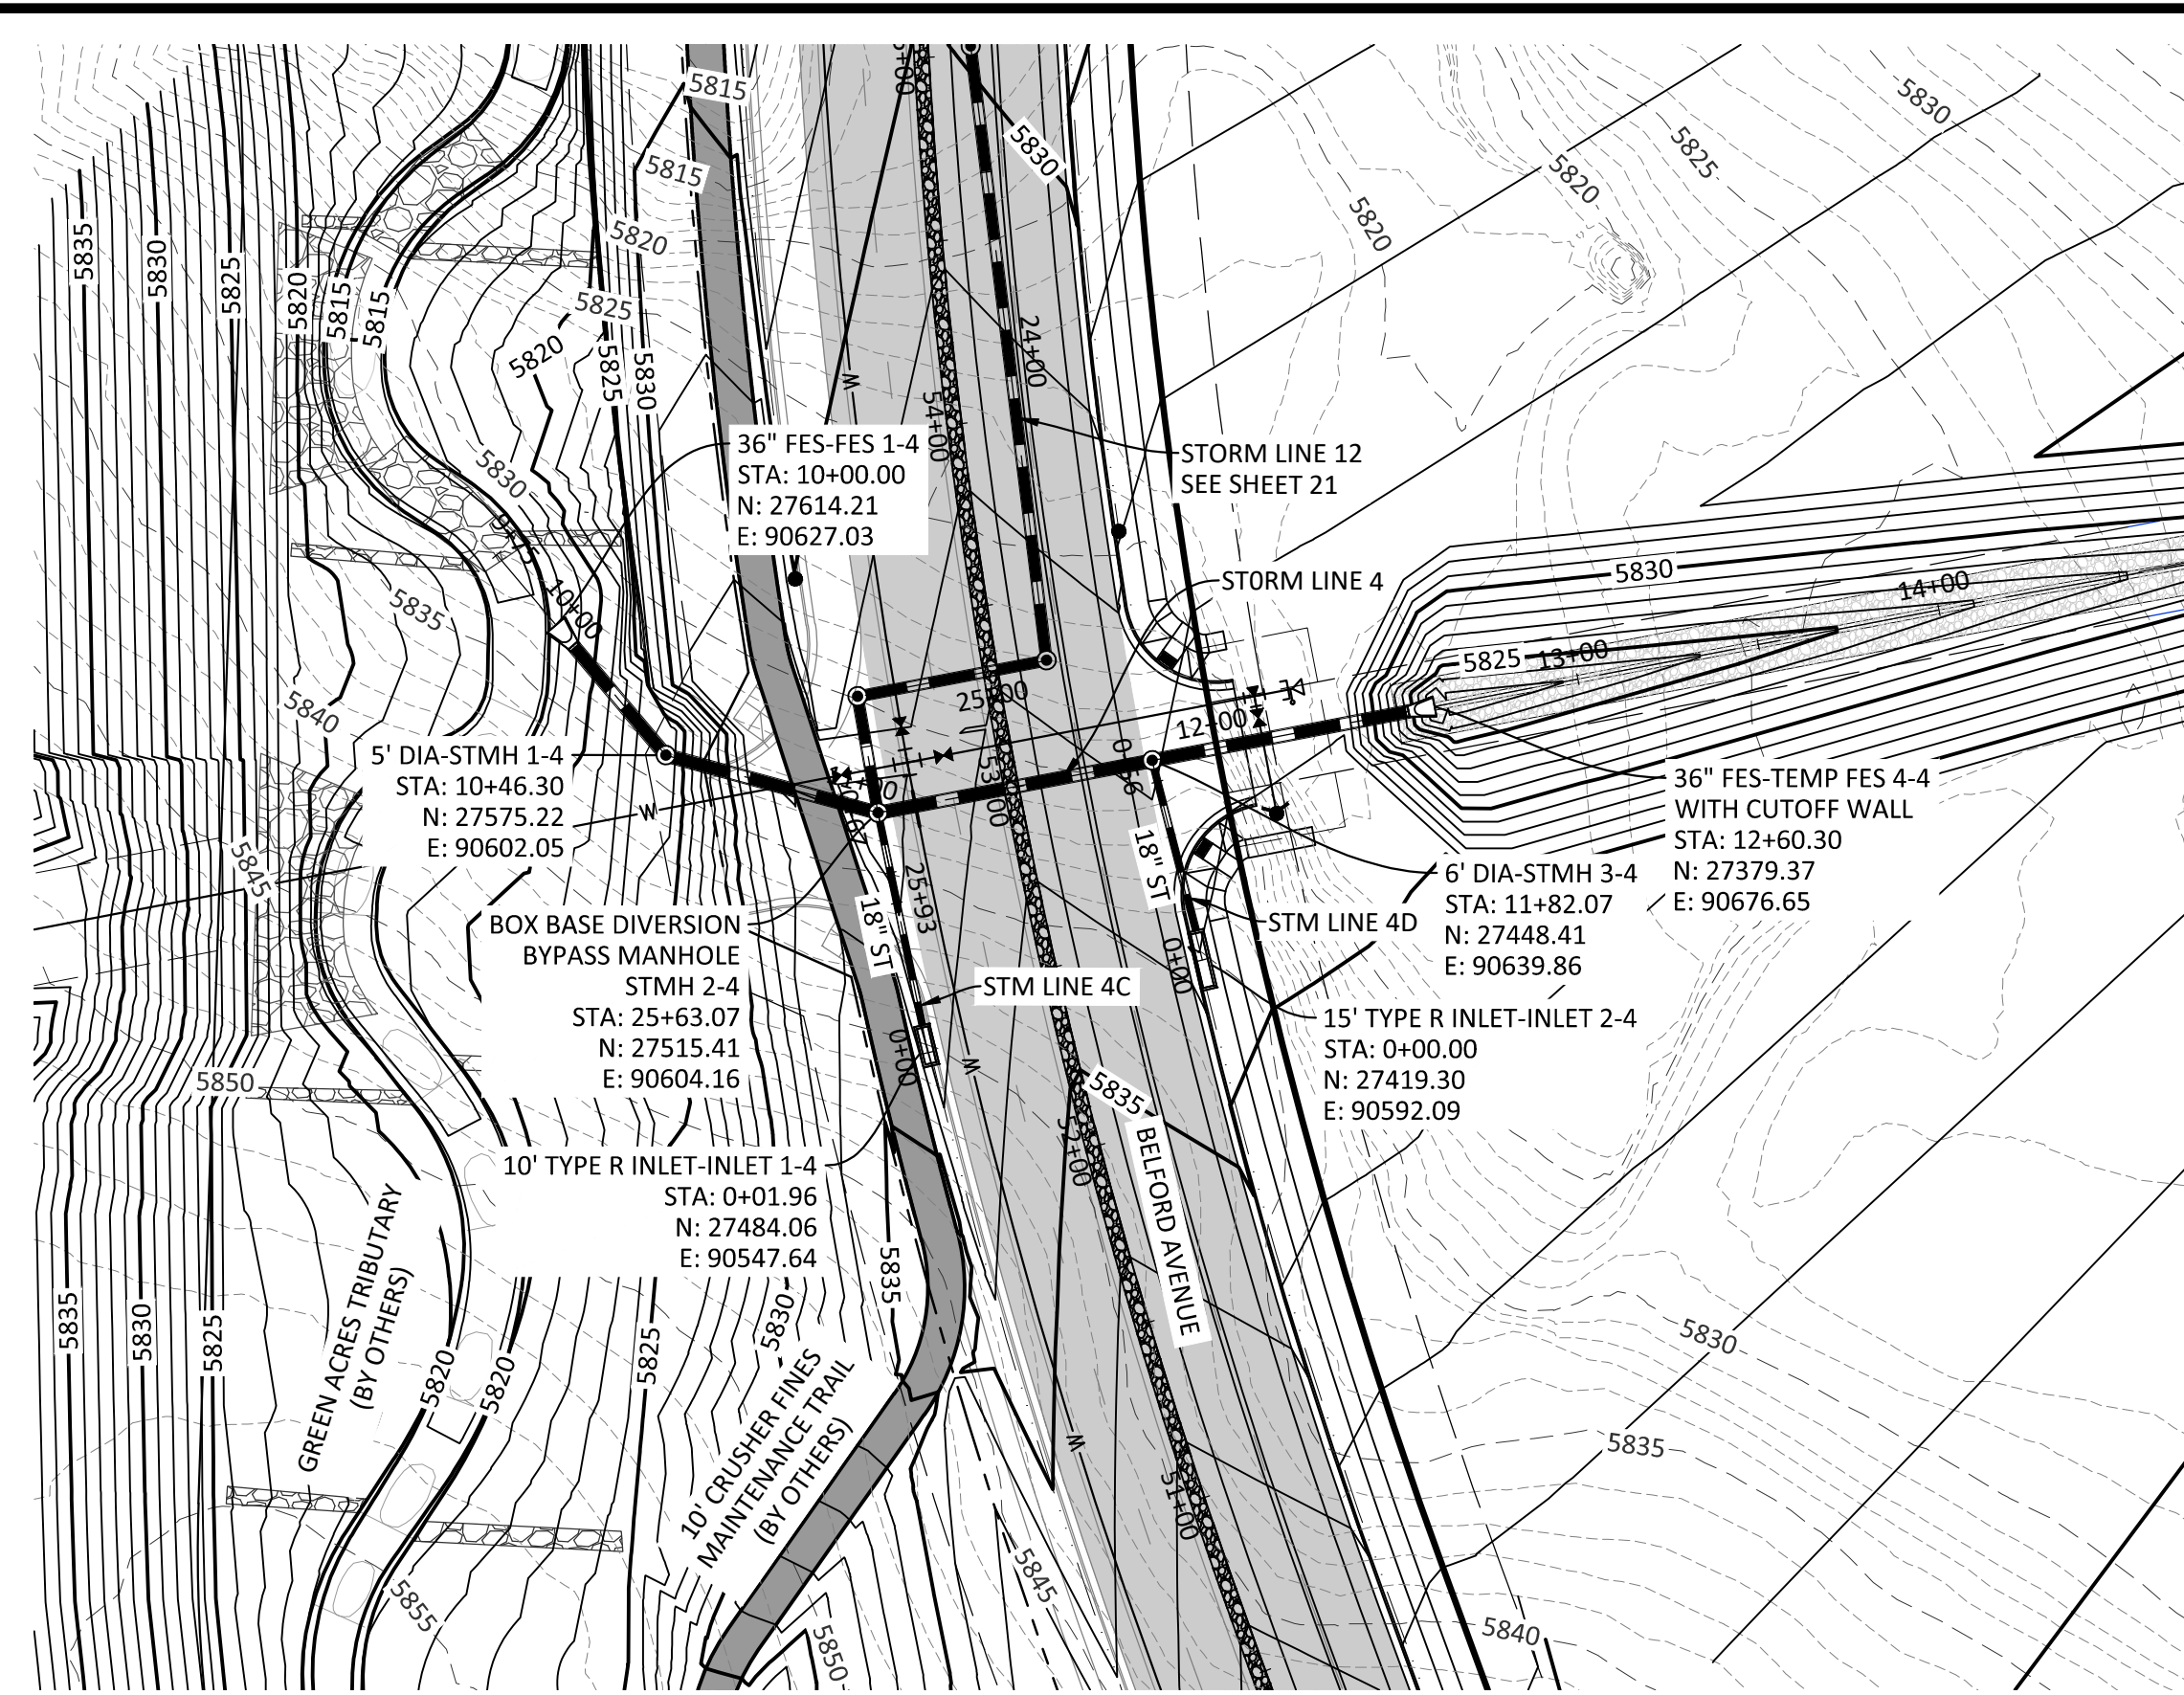 5815
5815
5820
5825
5820
5825
5830
5835
5830
5825
5820
5815
5815
5830
9+75
10+00
5835
5840
5845
5850
5855
5830
24+00
54+00
W
36" FES-FES 1-4
STA: 10+00.00
N: 27614.21
E: 90627.03
STORM LINE 12
SEE SHEET 21
ST0RM LINE 4
5820
5820
5825
5830
5830
5825
13+00
14+00
25+00
12+00
53+00
5' DIA-STMH 1-4
STA: 10+46.30
N: 27575.22
E: 90602.05
W
BOX BASE DIVERSION
BYPASS MANHOLE
STMH 2-4
STA: 25+63.07
N: 27515.41
E: 90604.16
18" ST
25+93
0+00
STM LINE 4C
18" ST
0+00
STM LINE 4D
36" FES-TEMP FES 4-4
WITH CUTOFF WALL
STA: 12+60.30
N: 27379.37
E: 90676.65
6' DIA-STMH 3-4
STA: 11+82.07
N: 27448.41
E: 90639.86
15' TYPE R INLET-INLET 2-4
STA: 0+00.00
N: 27419.30
E: 90592.09
10' TYPE R INLET-INLET 1-4
STA: 0+01.96
N: 27484.06
E: 90547.64
W
5835
52+00
BELFORD AVENUE
5835
GREEN ACRES TRIBUTARY
(BY OTHERS)
5835
5830
5825
5820
5820
5825
5830
10' CRUSHER FINES
MAINTENANCE TRAIL
(BY OTHERS)
W
51+00
5845
5850
5830
5835
5840